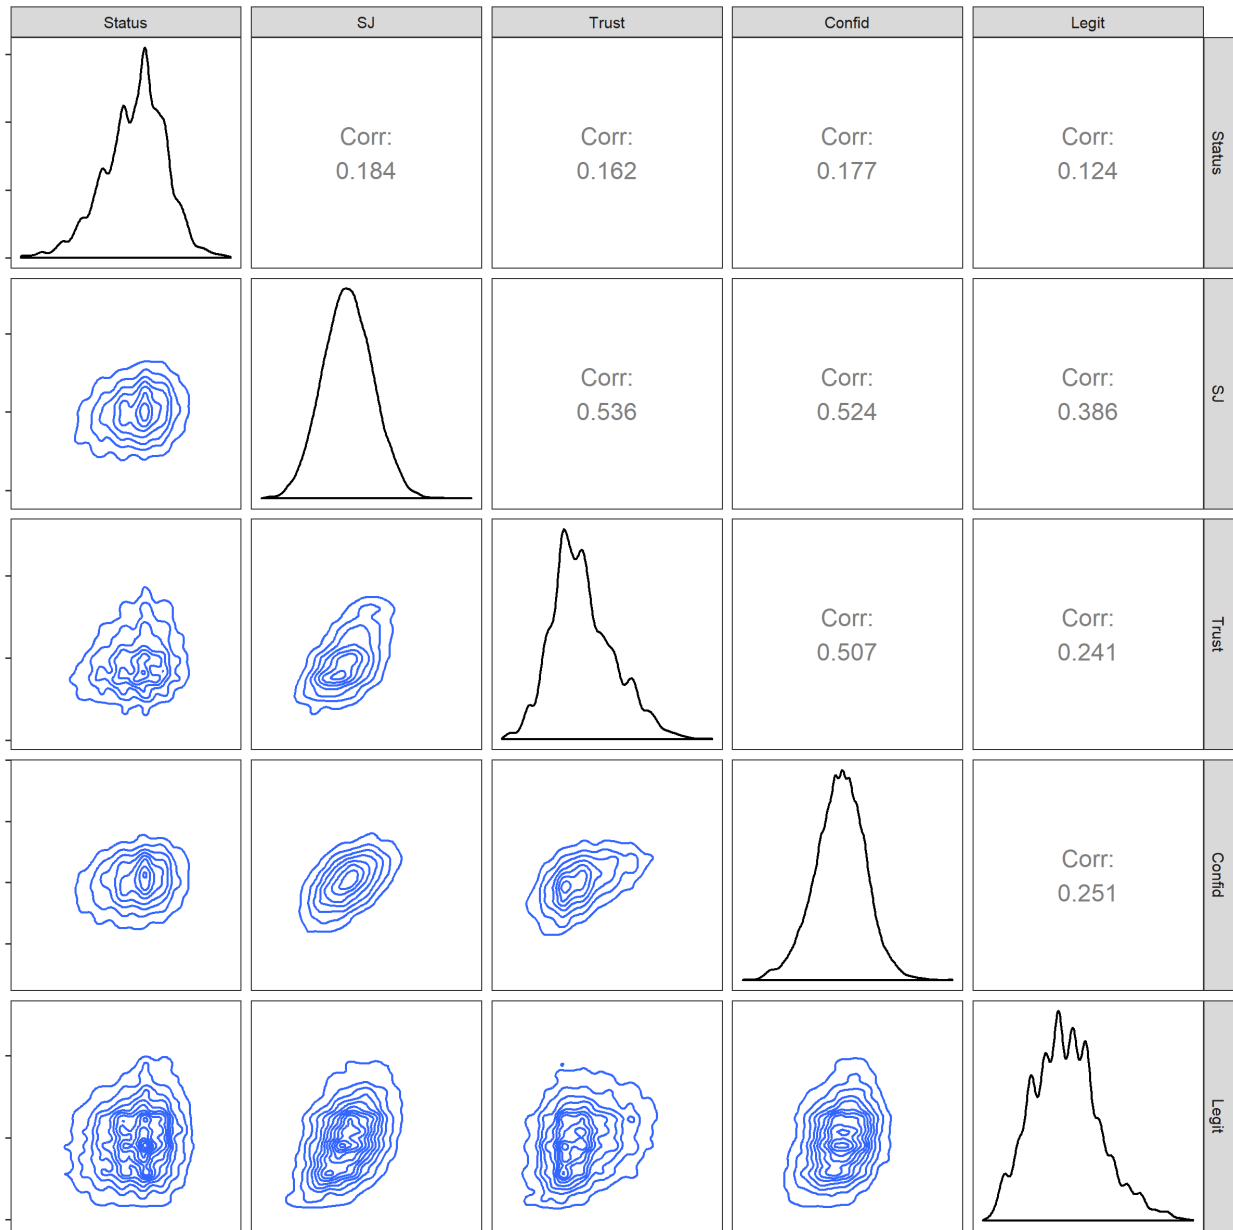 Status SJ Trust Confid Legit
Corr: Corr: Corr: Corr:
0.184 0.162 0.177 0.124
Status
Corr: Corr: Corr:
0.536 0.524 0.386
SJ
Corr: Corr:
0.507 0.241
Trust
Corr:
0.251
Confid
Legit